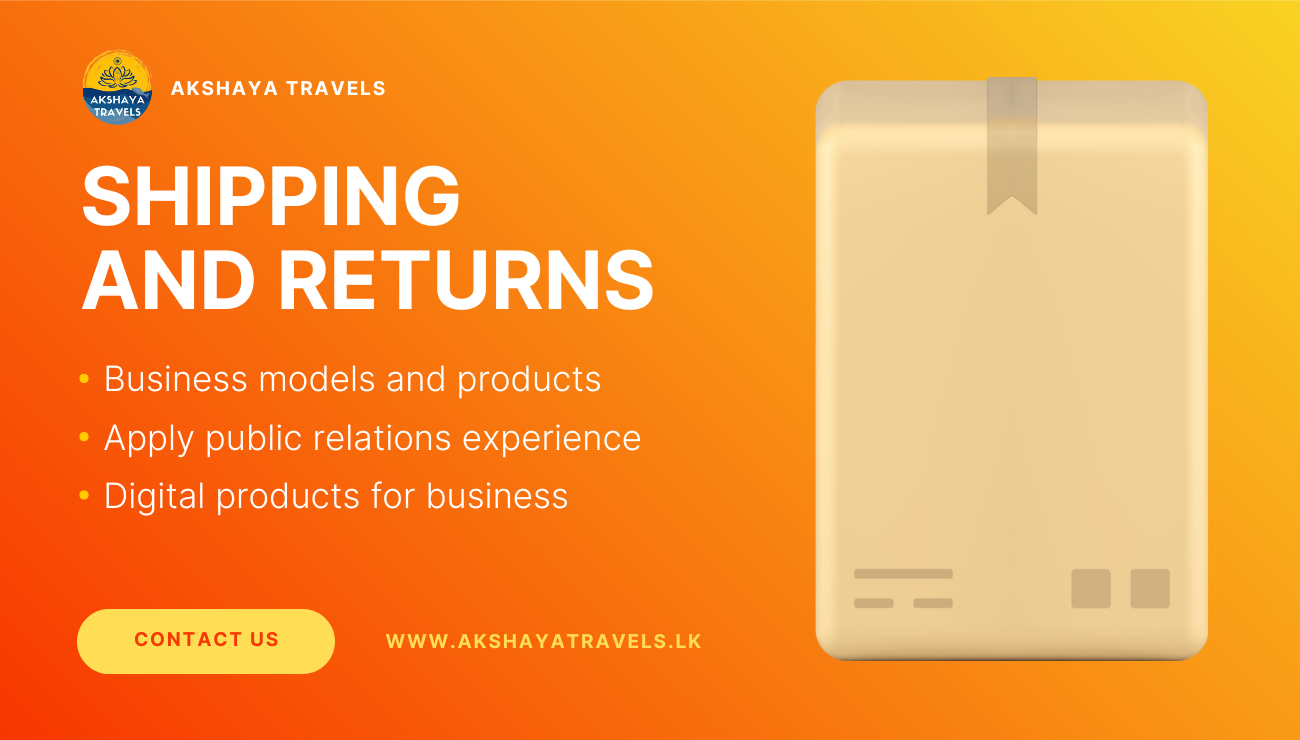 AKSHAYA
TRAVELS
AKSHAYA TRAVELS
SHIPPING
AND RETURNS
• Business models and products
• Apply public relations experience
• Digital products for business
CONTACT US
WWW.AKSHAYATRAVELS.LK